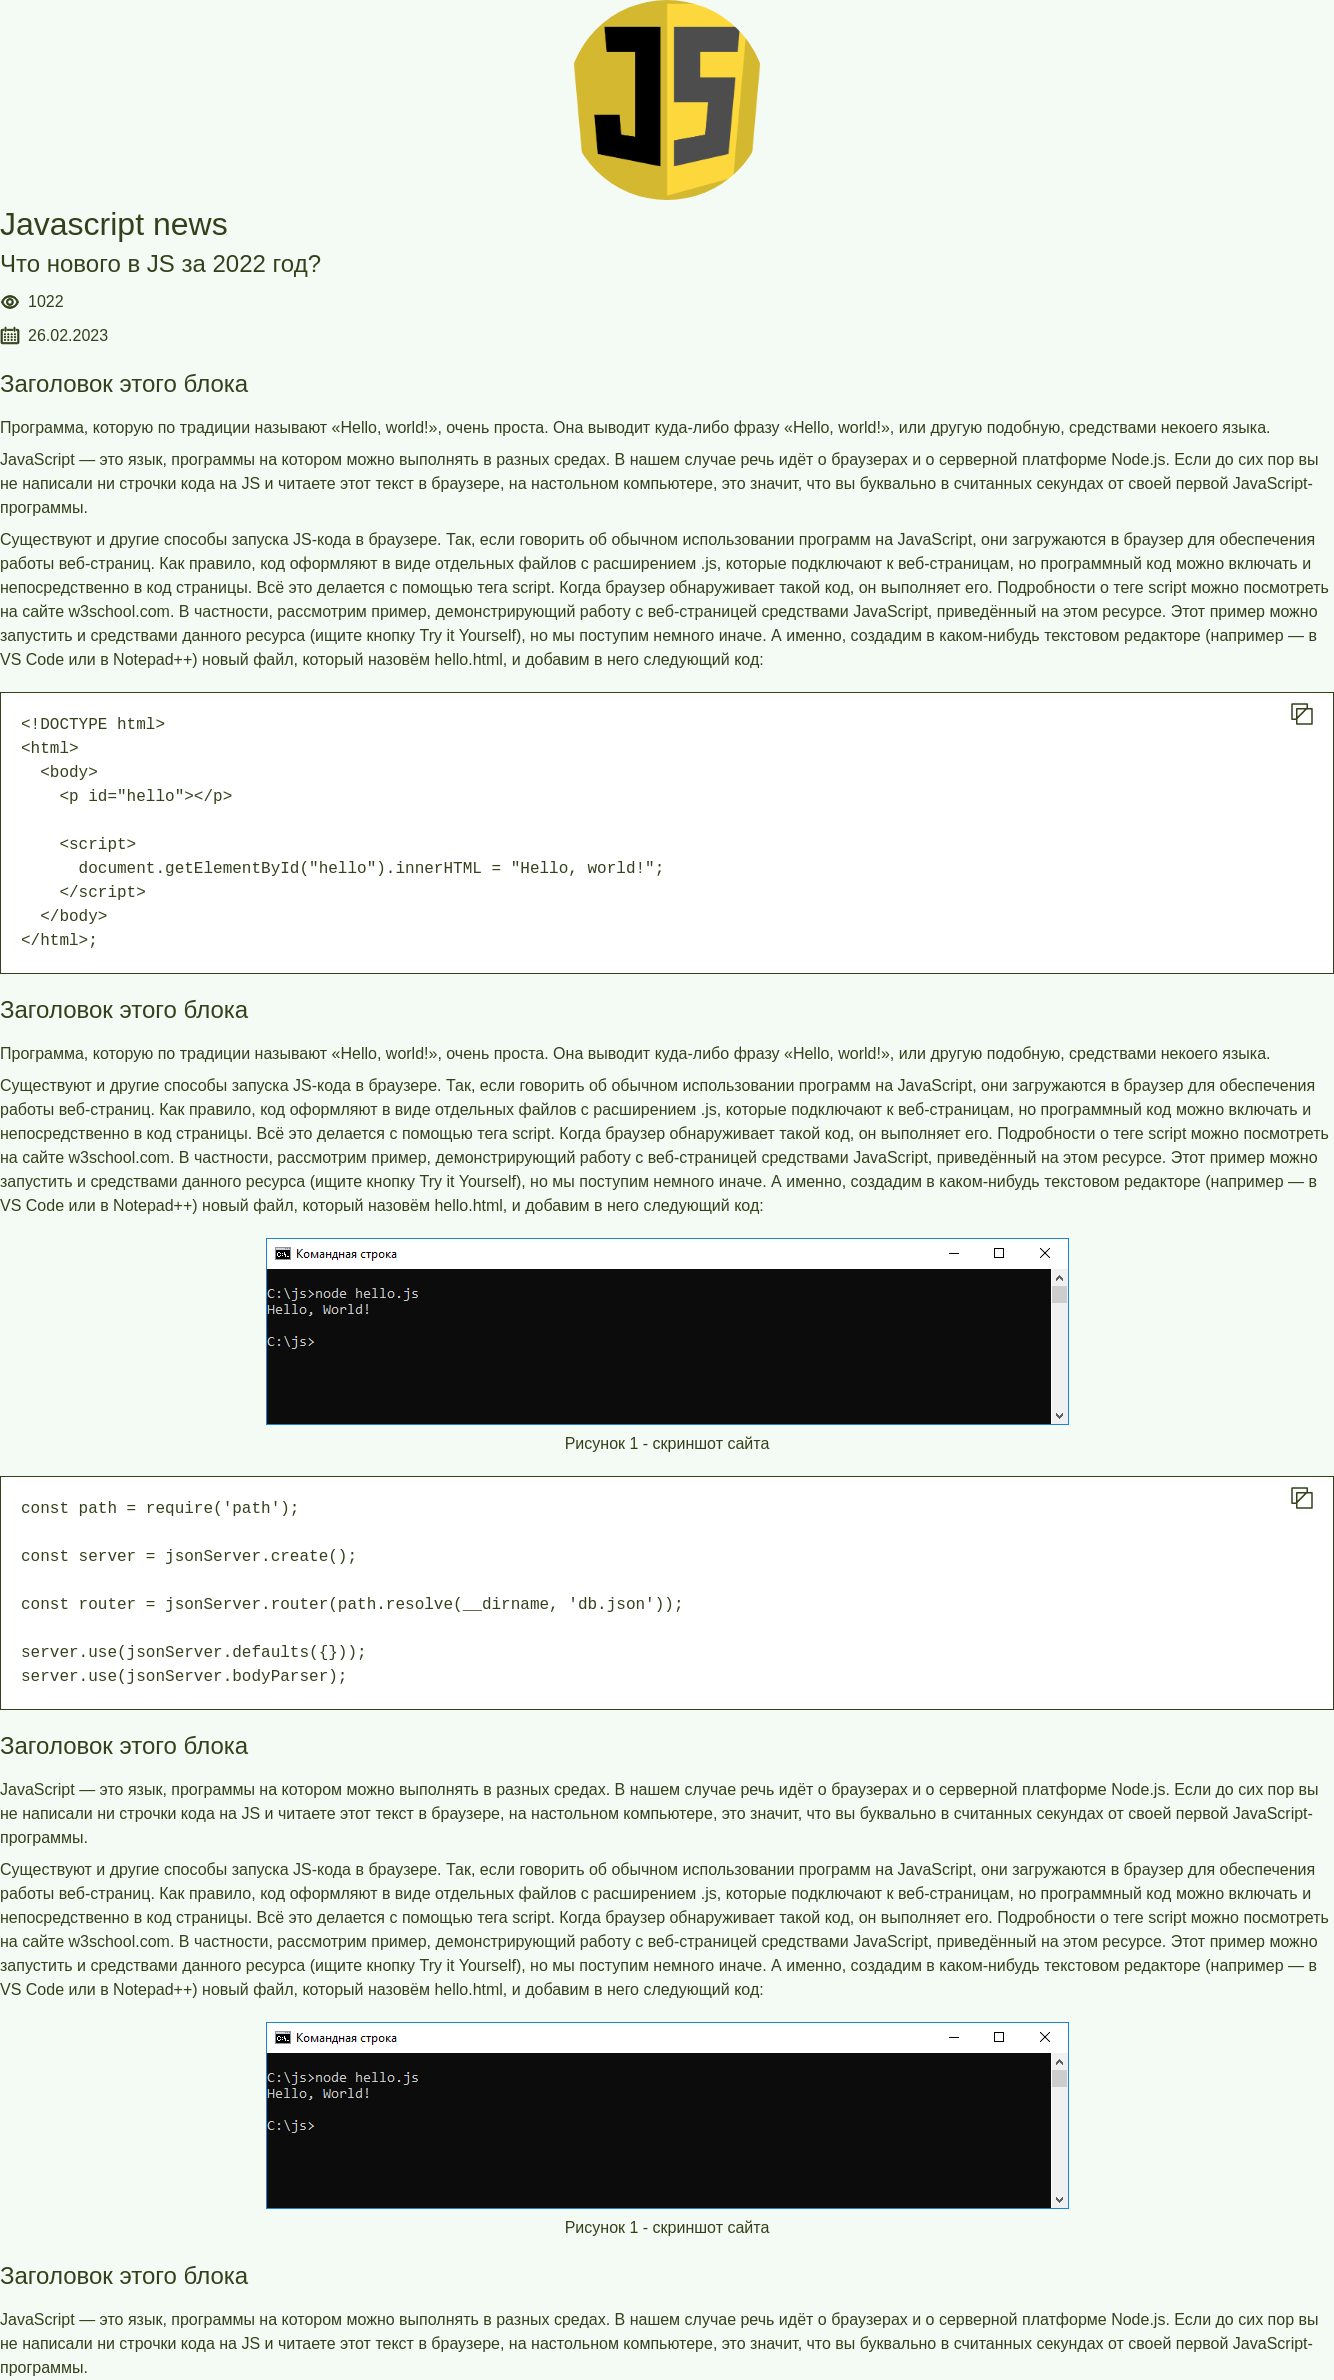 JS
Javascript news
Что нового в JS за 2022 год?
1022
26.02.2023
Заголовок этого блока
Программа, которую по традиции называют «Hello, world!», очень проста. Она выводит куда-либо фразу «Hello, world!», или другую подобную, средствами некоего языка.
JavaScript — это язык, программы на котором можно выполнять в разных средах. В нашем случае речь идёт о браузерах и о серверной платформе Node.js. Если до сих пор вы
не написали ни строчки кода на JS и читаете этот текст в браузере, на настольном компьютере, это значит, что вы буквально в считанных секундах от своей первой JavaScript-
программы.
Существуют и другие способы запуска JS-кода в браузере. Так, если говорить об обычном использовании программ на JavaScript, они загружаются в браузер для обеспечения
работы веб-страниц. Как правило, код оформляют в виде отдельных файлов с расширением .js, которые подключают к веб-страницам, но программный код можно включать и
непосредственно в код страницы. Всё это делается с помощью тега script. Когда браузер обнаруживает такой код, он выполняет его. Подробности о теге script можно посмотреть
на сайте w3school.com. В частности, рассмотрим пример, демонстрирующий работу с веб-страницей средствами JavaScript, приведённый на этом ресурсе. Этот пример можно
запустить и средствами данного ресурса (ищите кнопку Try it Yourself), но мы поступим немного иначе. А именно, создадим в каком-нибудь текстовом редакторе (например — в
VS Code или в Notepad++) новый файл, который назовём hello.html, и добавим в него следующий код:
<!DOCTYPE html>
<html>
  <body>
    <p id="hello"></p>

    <script>
      document.getElementById("hello").innerHTML = "Hello, world!";
    </script>
  </body>
</html>;
Заголовок этого блока
Программа, которую по традиции называют «Hello, world!», очень проста. Она выводит куда-либо фразу «Hello, world!», или другую подобную, средствами некоего языка.
Существуют и другие способы запуска JS-кода в браузере. Так, если говорить об обычном использовании программ на JavaScript, они загружаются в браузер для обеспечения
работы веб-страниц. Как правило, код оформляют в виде отдельных файлов с расширением .js, которые подключают к веб-страницам, но программный код можно включать и
непосредственно в код страницы. Всё это делается с помощью тега script. Когда браузер обнаруживает такой код, он выполняет его. Подробности о теге script можно посмотреть
на сайте w3school.com. В частности, рассмотрим пример, демонстрирующий работу с веб-страницей средствами JavaScript, приведённый на этом ресурсе. Этот пример можно
запустить и средствами данного ресурса (ищите кнопку Try it Yourself), но мы поступим немного иначе. А именно, создадим в каком-нибудь текстовом редакторе (например — в
VS Code или в Notepad++) новый файл, который назовём hello.html, и добавим в него следующий код:
Командная строка
C:\js>node hello.js
Hello, World!
C:\js>
Рисунок 1 - скриншот сайта
const path = require('path');

const server = jsonServer.create();

const router = jsonServer.router(path.resolve(__dirname, 'db.json'));

server.use(jsonServer.defaults({}));
server.use(jsonServer.bodyParser);
Заголовок этого блока
JavaScript — это язык, программы на котором можно выполнять в разных средах. В нашем случае речь идёт о браузерах и о серверной платформе Node.js. Если до сих пор вы
не написали ни строчки кода на JS и читаете этот текст в браузере, на настольном компьютере, это значит, что вы буквально в считанных секундах от своей первой JavaScript-
программы.
Существуют и другие способы запуска JS-кода в браузере. Так, если говорить об обычном использовании программ на JavaScript, они загружаются в браузер для обеспечения
работы веб-страниц. Как правило, код оформляют в виде отдельных файлов с расширением .js, которые подключают к веб-страницам, но программный код можно включать и
непосредственно в код страницы. Всё это делается с помощью тега script. Когда браузер обнаруживает такой код, он выполняет его. Подробности о теге script можно посмотреть
на сайте w3school.com. В частности, рассмотрим пример, демонстрирующий работу с веб-страницей средствами JavaScript, приведённый на этом ресурсе. Этот пример можно
запустить и средствами данного ресурса (ищите кнопку Try it Yourself), но мы поступим немного иначе. А именно, создадим в каком-нибудь текстовом редакторе (например — в
VS Code или в Notepad++) новый файл, который назовём hello.html, и добавим в него следующий код:
Командная строка
C:\js>node hello.js
Hello, World!
C:\js>
Рисунок 1 - скриншот сайта
Заголовок этого блока
JavaScript — это язык, программы на котором можно выполнять в разных средах. В нашем случае речь идёт о браузерах и о серверной платформе Node.js. Если до сих пор вы
не написали ни строчки кода на JS и читаете этот текст в браузере, на настольном компьютере, это значит, что вы буквально в считанных секундах от своей первой JavaScript-
программы.